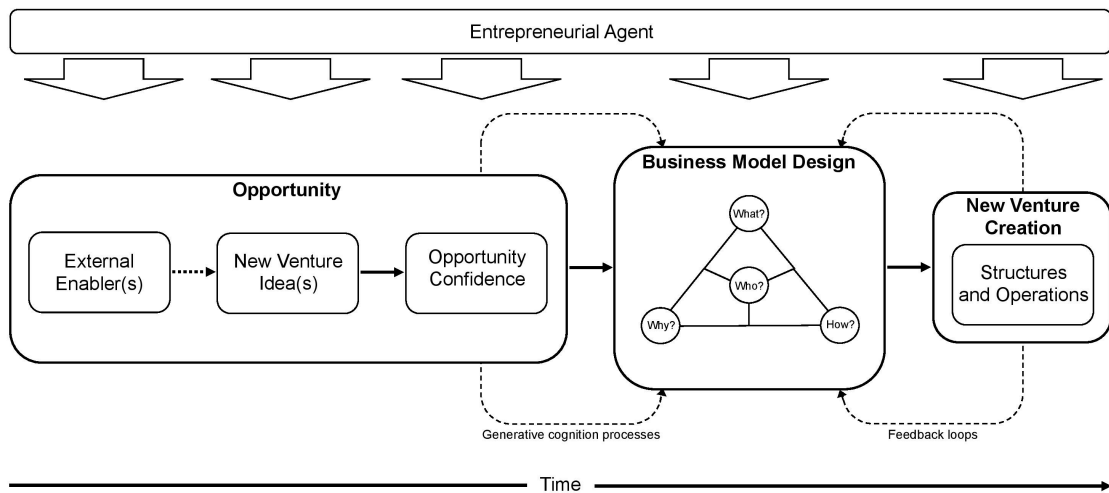 Entrepreneurial Agent
Opportunity
External
Enabler(s)
New Venture
Idea(s)
Opportunity
Confidence
Business Model Design
What?
Who?
Why?
How?
New Venture
Creation
Structures
and Operations
Generative cognition processes
Feedback loops
Time